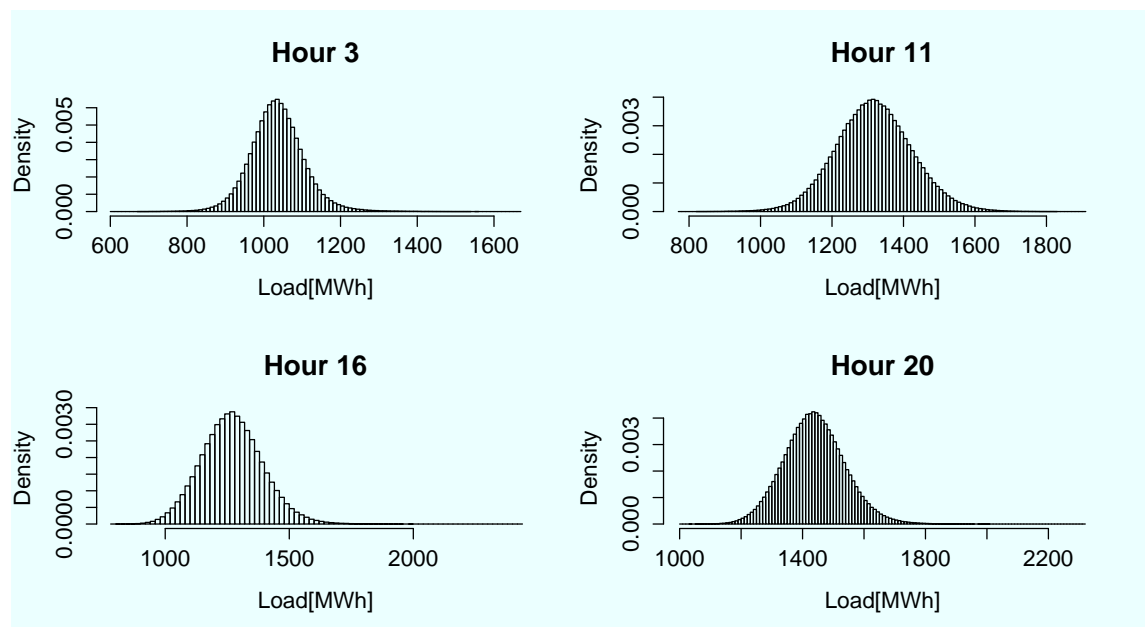 Hour 3
Density
0.000 0.005
600 800 1000 1200 1400 1600
Load[MWh]
Hour 11
Density
0.000 0.003
800 1000 1200 1400 1600 1800
Load[MWh]
Hour 16
Density
0.0000 0.0030
1000 1500 2000
Load[MWh]
Hour 20
Density
0.000 0.003
1000 1400 1800 2200
Load[MWh]